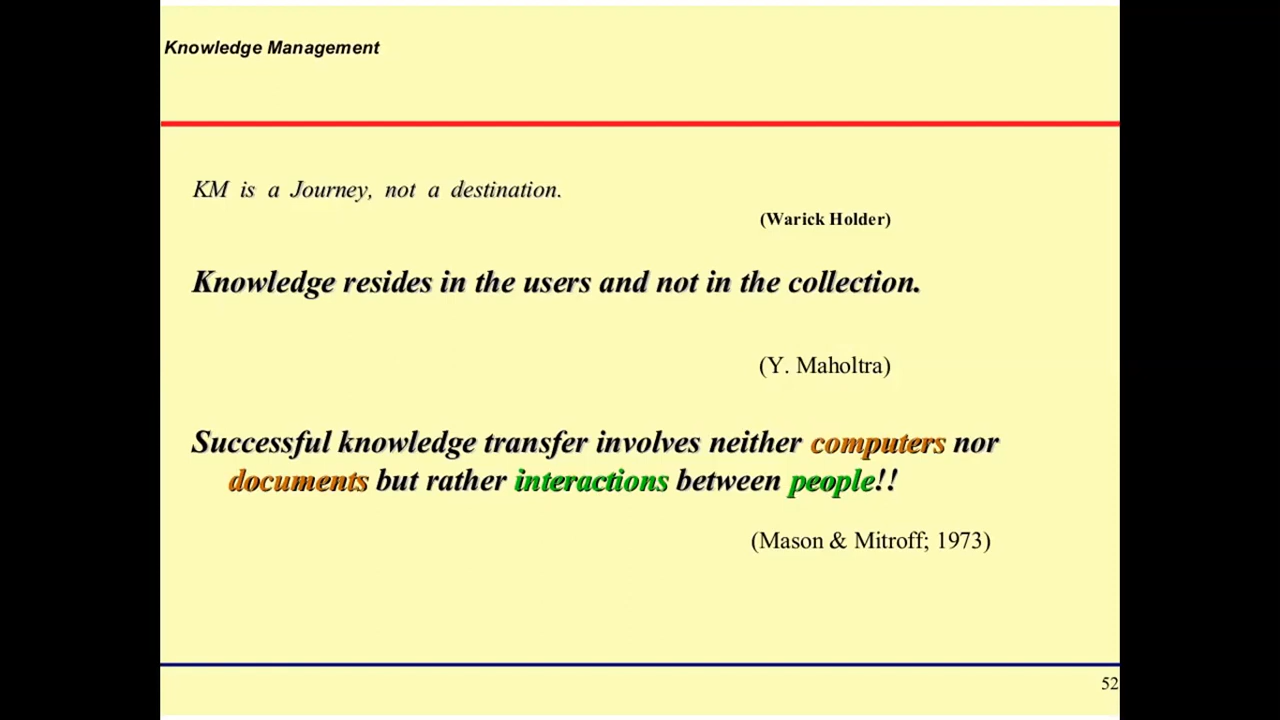 Knowledge Management
KM is a Journey, not a destination.
(Warick Holder)
Knowledge resides in the users and not in the collection.
(Y. Maholtra)
Successful knowledge transfer involves neither computers nor
documents but rather interactions between people!!
(Mason & Mitroff; 1973)
52